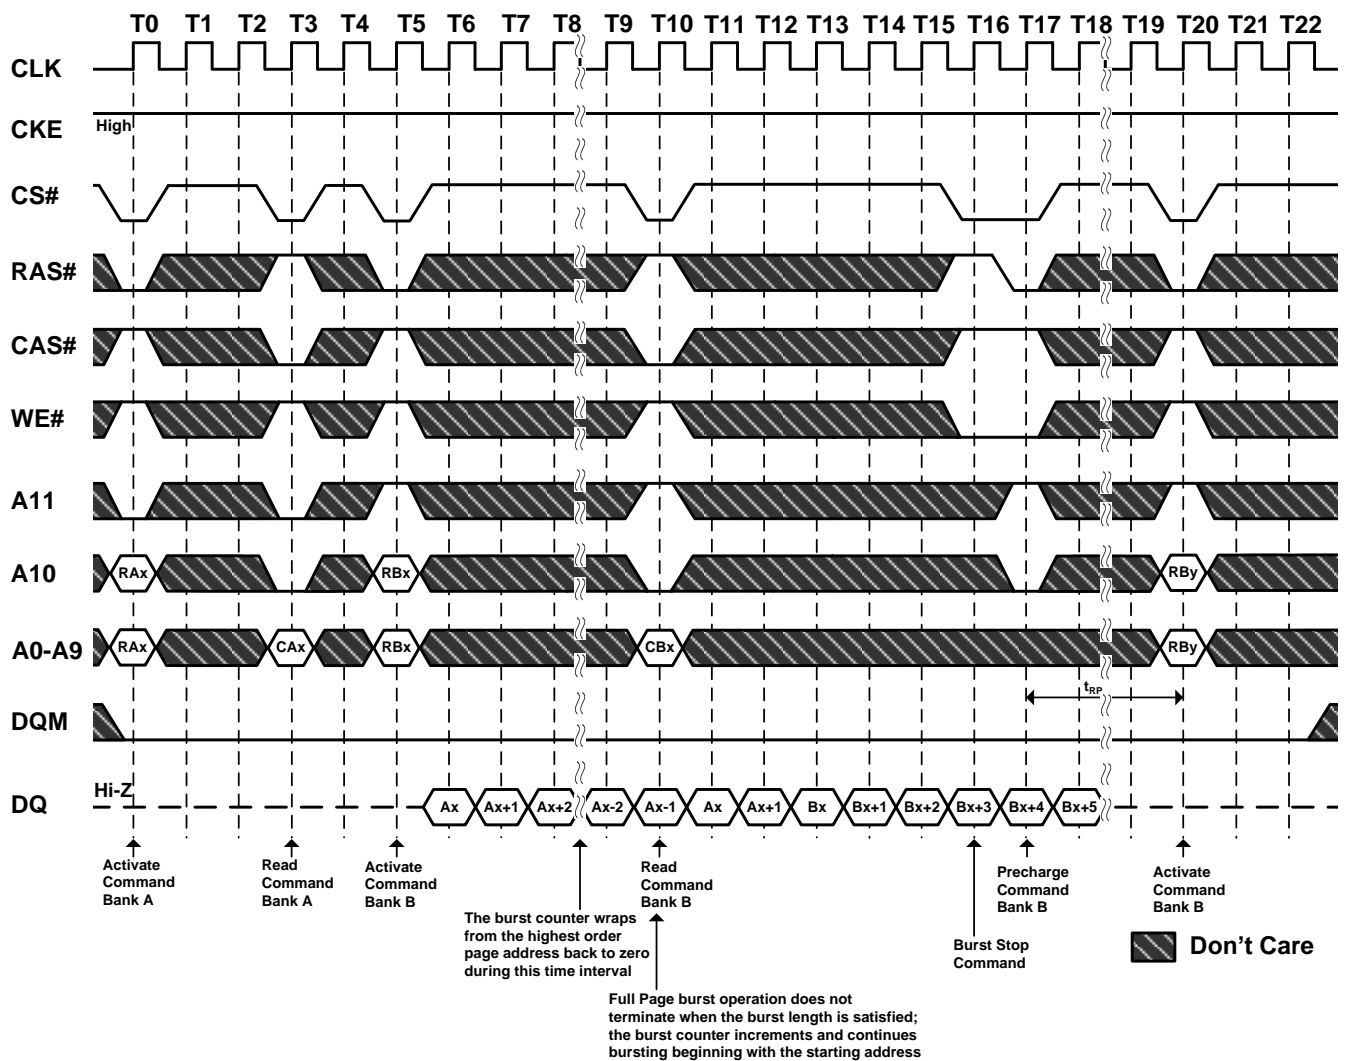 T0 T1 T2 T3 T4 T5 T6 T7 T8 T9 T10 T11 T12 T13 T14 T15 T16 T17 T18 T19 T20 T21 T22
CLK
CKE High
CS#
RAS#
CAS#
WE#
A11
A10 RAx RBx RBy
A0-A9 RAx CAx RBx CBx RBy
tRP
DQM
DQ Hi-Z Ax Ax+1 Ax+2 Ax-2 Ax-1 Ax Ax+1 Bx Bx+1 Bx+2 Bx+3 Bx+4 Bx+5
Activate
Command
Bank A
Read
Command
Bank A
Activate
Command
Bank B
The burst counter wraps
from the highest order
page address back to zero
during this time interval
Read
Command
Bank B
Full Page burst operation does not
terminate when the burst length is satisfied;
the burst counter increments and continues
bursting beginning with the starting address
Burst Stop
Command
Precharge
Command
Bank B
Activate
Command
Bank B
Don't Care